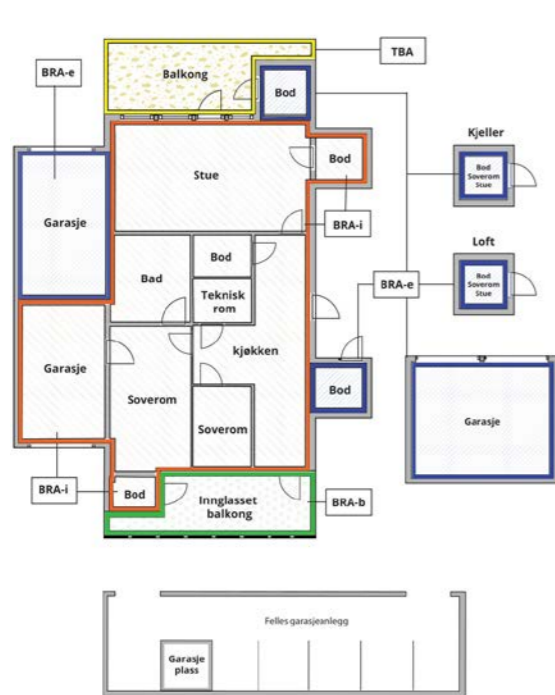 TBA
Balkong
BRA-e
Bod
Kjeller
Bod
Soverom
Stue
Stue
Bod
Garasje
BRA-i
Loft
Bod
Soverom
Stue
BRA-e
Bad
Bod
Teknisk
rom
kjøkken
Garasje
Soverom
Soverom
Bod
Garasje
BRA-i
Bod
Innglasset
balkong
BRA-b
Felles garasjeanlegg
Garasje
plass